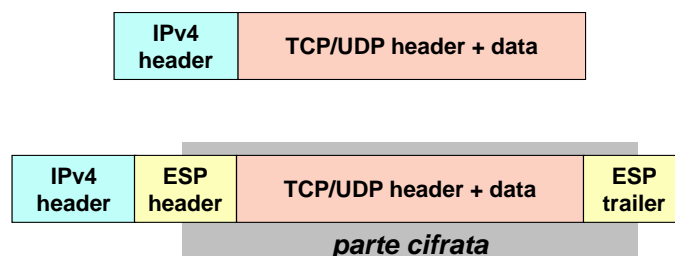 IPv4
header
TCP/UDP header + data
IPv4
header
ESP
header
TCP/UDP header + data
ESP
trailer
parte cifrata